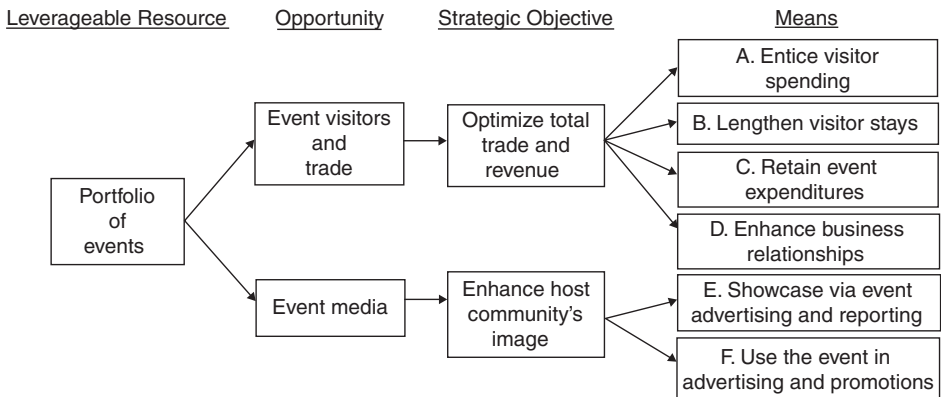 Leverageable Resource
Opportunity
Strategic Objective
Means
Portfolio
of
events
Event visitors
and
trade
Event media
Optimize total
trade and
revenue
Enhance host
community's
image
A. Entice visitor
spending
B. Lengthen visitor stays
C. Retain event
expenditures
D. Enhance business
relationships
E. Showcase via event
advertising and reporting
F. Use the event in
advertising and promotions